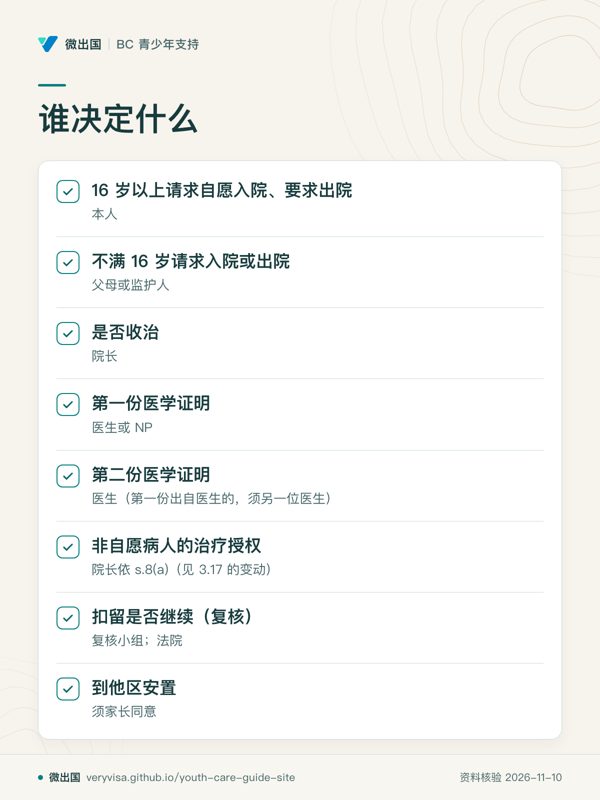 微出国 | BC 青少年支持
谁决定什么
16 岁以上请求自愿入院、要求出院
本人
不满 16 岁请求入院或出院
父母或监护人
是否收治
院长
第一份医学证明
医生或 NP
第二份医学证明
医生（第一份出自医生的，须另一位医生）
非自愿病人的治疗授权
院长依 s.8(a)（见 3.17 的变动）
扣留是否继续（复核）
复核小组；法院
到他区安置
须家长同意
微出国 veryvisa.github.io/youth-care-guide-site
资料核验 2026-11-10